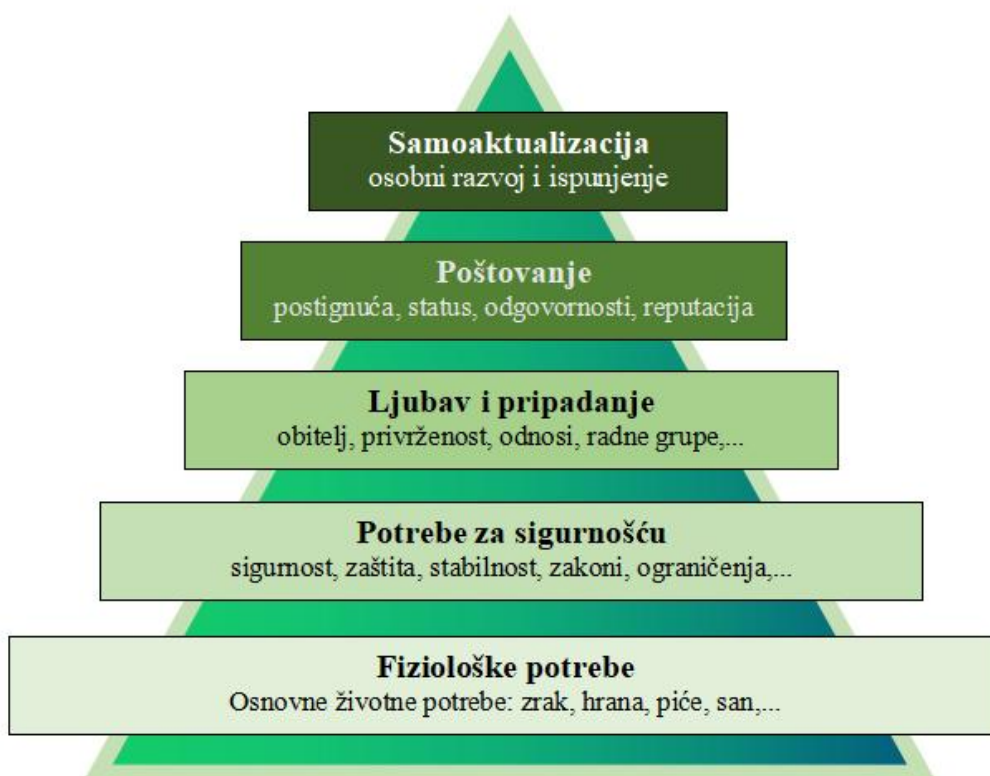 Samoaktualizacija
osobni razvoj i ispunjenje
Poštovanje
postignuća, status, odgovornosti, reputacija
Ljubav i pripadanje
obitelj, privrženost, odnosi, radne grupe,...
Potrebe za sigurnošću
sigurnost, zaštita, stabilnost, zakoni, ograničenja,...
Fiziološke potrebe
Osnovne životne potrebe: zrak, hrana, piće, san,...